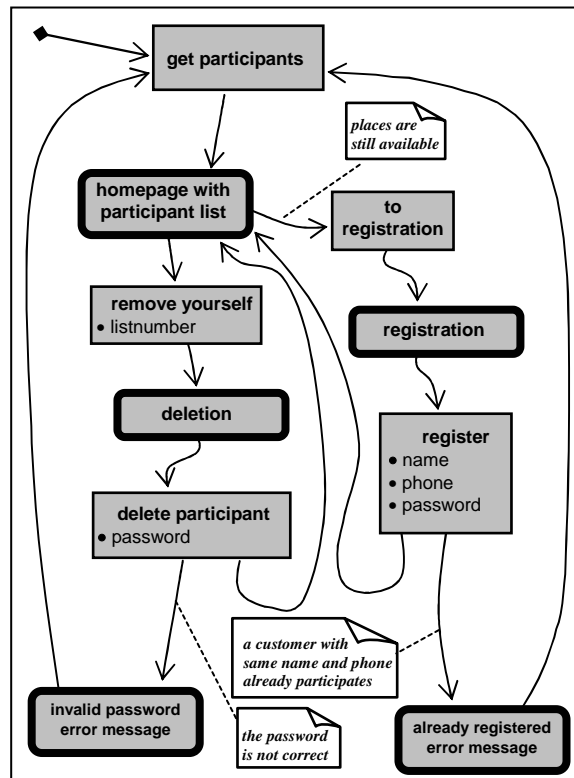 get participants
places are
still available
homepage with
participant list
to
registration
remove yourself
• listnumber
registration
deletion
register
• name
• phone
• password
delete participant
• password
a customer with
same name and phone
already participates
invalid password
error message
the password
is not correct
already registered
error message